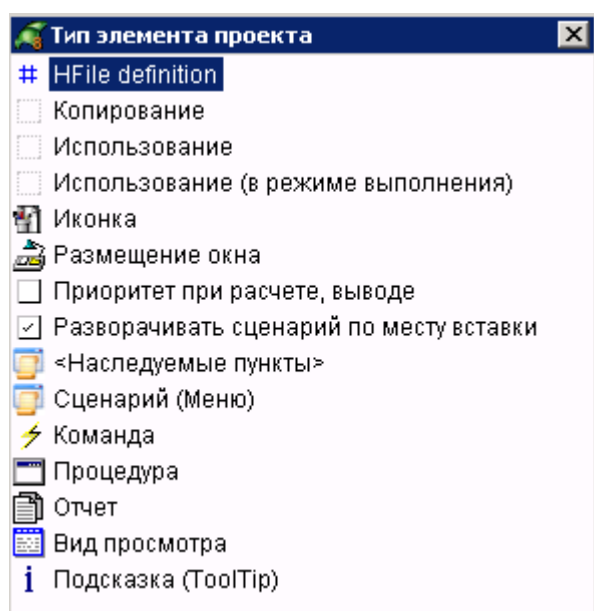 Тип элемента проекта
HFile definition
Копирование
Использование
Использование (в режиме выполнения)
Иконка
Размещение окна
Приоритет при расчете, выводе
Разворачивать сценарий по месту вставки
<Наследуемые пункты>
Сценарий (Меню)
Команда
Процедура
Отчет
Вид просмотра
Подсказка (ToolTip)